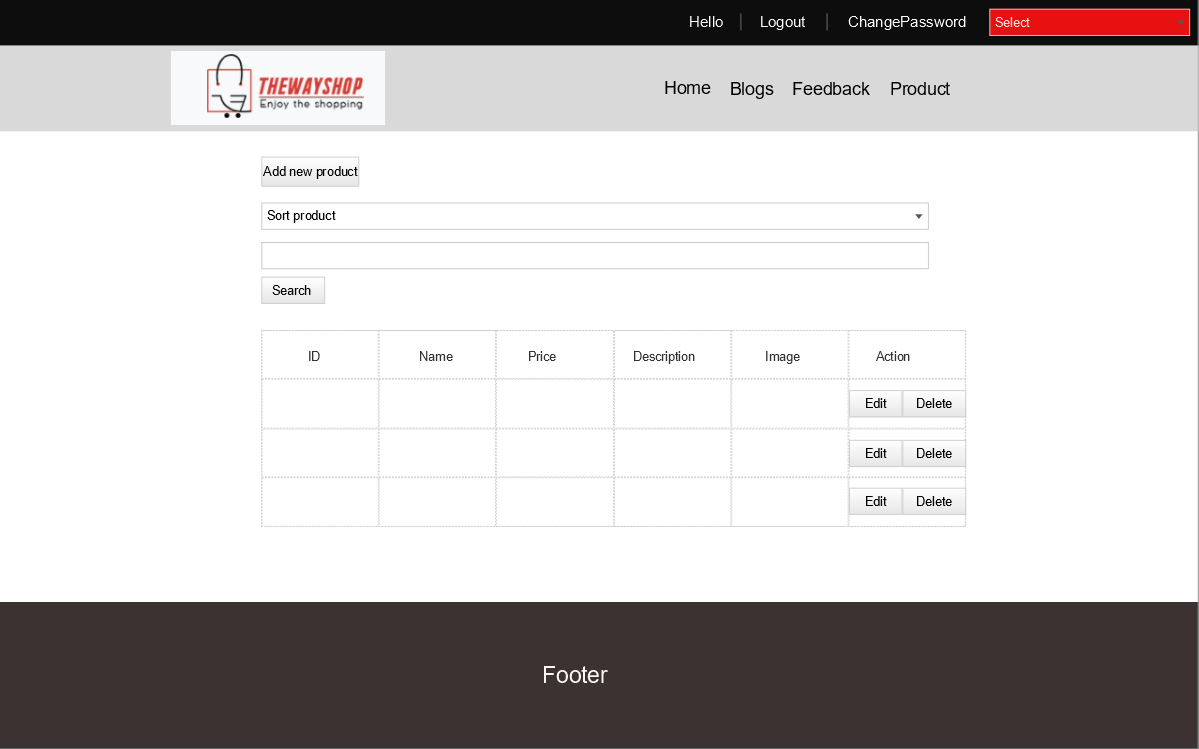 Hello | Logout | ChangePassword Select
THEWAYSHOP
Enjoy the shopping
Home Blogs Feedback Product
Add new product
Sort product
Search
ID Name Price Description Image Action
Edit Delete
Edit Delete
Edit Delete
Footer